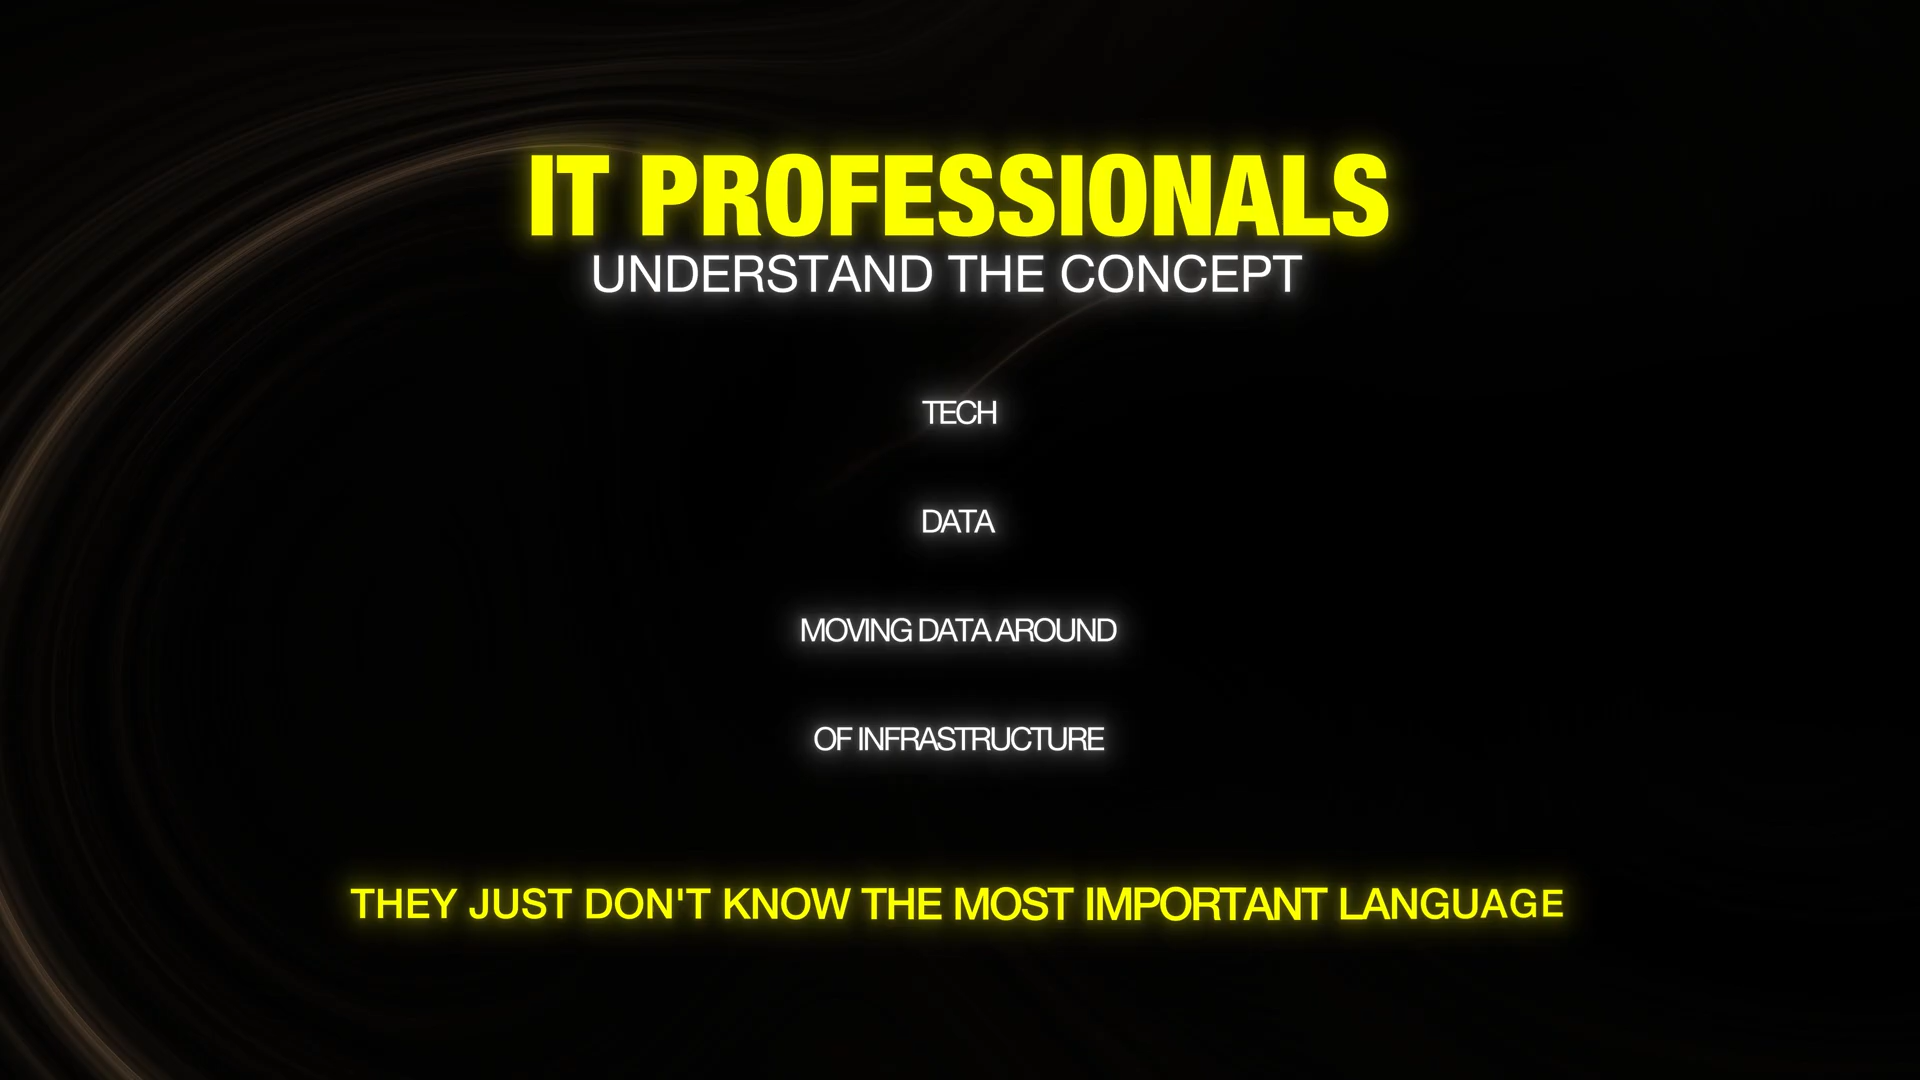 IT PROFESSIONALS
UNDERSTAND THE CONCEPT
TECH
DATA
MOVING DATA AROUND
OF INFRASTRUCTURE
THEY JUST DON'T KNOW THE MOST IMPORTANT LANGUAGE